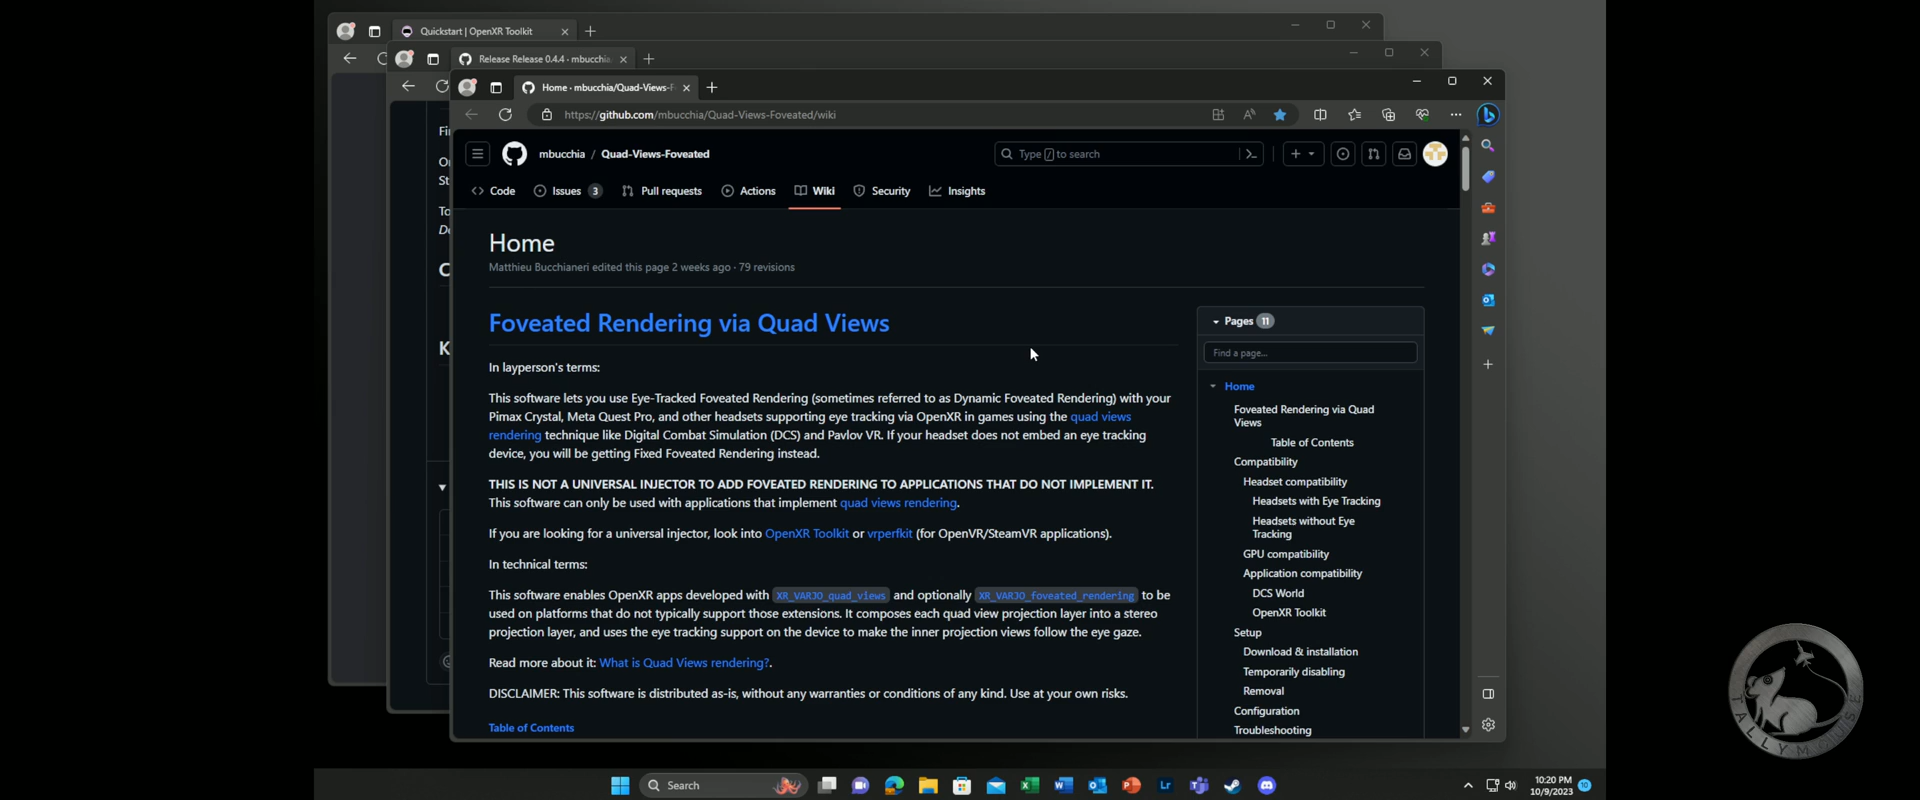 Quickstart | OpenXR Toolkit
Release Release 0.4.4 · mbucchia
Home · mbucchia/Quad-Views-F
https://github.com/mbucchia/Quad-Views-Foveated/wiki
mbucchia / Quad-Views-Foveated
Type / to search
Code
Issues 3
Pull requests
Actions
Wiki
Security
Insights
Home
Matthieu Bucchianeri edited this page 2 weeks ago · 79 revisions
Foveated Rendering via Quad Views
In layperson's terms:
This software lets you use Eye-Tracked Foveated Rendering (sometimes referred to as Dynamic Foveated Rendering) with your
Pimax Crystal, Meta Quest Pro, and other headsets supporting eye tracking via OpenXR in games using the quad views
rendering technique like Digital Combat Simulation (DCS) and Pavlov VR. If your headset does not embed an eye tracking
device, you will be getting Fixed Foveated Rendering instead.
THIS IS NOT A UNIVERSAL INJECTOR TO ADD FOVEATED RENDERING TO APPLICATIONS THAT DO NOT IMPLEMENT IT.
This software can only be used with applications that implement quad views rendering.
If you are looking for a universal injector, look into OpenXR Toolkit or vrperfkit (for OpenVR/SteamVR applications).
In technical terms:
This software enables OpenXR apps developed with XR_VARJO_quad_views and optionally XR_VARJO_foveated_rendering to be
used on platforms that do not typically support those extensions. It composes each quad view projection layer into a stereo
projection layer, and uses the eye tracking support on the device to make the inner projection views follow the eye gaze.
Read more about it: What is Quad Views rendering?.
DISCLAIMER: This software is distributed as-is, without any warranties or conditions of any kind. Use at your own risks.
Table of Contents
Pages 11
Find a page...
Home
Foveated Rendering via Quad
Views
Table of Contents
Compatibility
Headset compatibility
Headsets with Eye Tracking
Headsets without Eye
Tracking
GPU compatibility
Application compatibility
DCS World
OpenXR Toolkit
Setup
Download & installation
Temporarily disabling
Removal
Configuration
Troubleshooting
Search
10:20 PM
10/9/2023
TALLYMOUSE